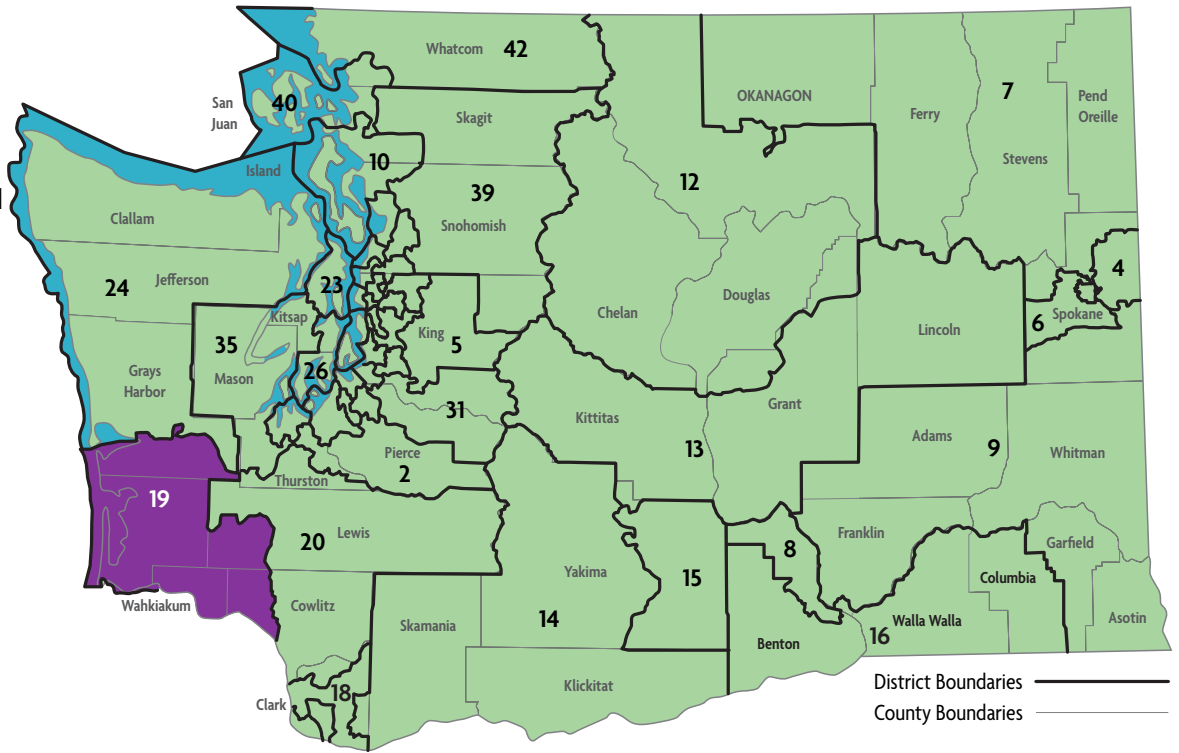 Whatcom 42
San
Juan
40
Skagit
OKANAGON
Ferry
7
Pend
Oreille
Stevens
Island
10
39
Snohomish
12
Clallam
24
Jefferson
23
Kitsap
35
Mason
26
King
5
Chelan
Douglas
Lincoln
4
6
Spokane
Grays
Harbor
31
Kittitas
13
Grant
Adams
9
Whitman
Pierce
2
Thurston
19
20 Lewis
Yakima
14
15
8
Franklin
Garfield
Columbia
Wahkiakum
Cowlitz
Skamania
Benton
16
Walla Walla
Asotin
Klickitat
Clark
18
District Boundaries
County Boundaries